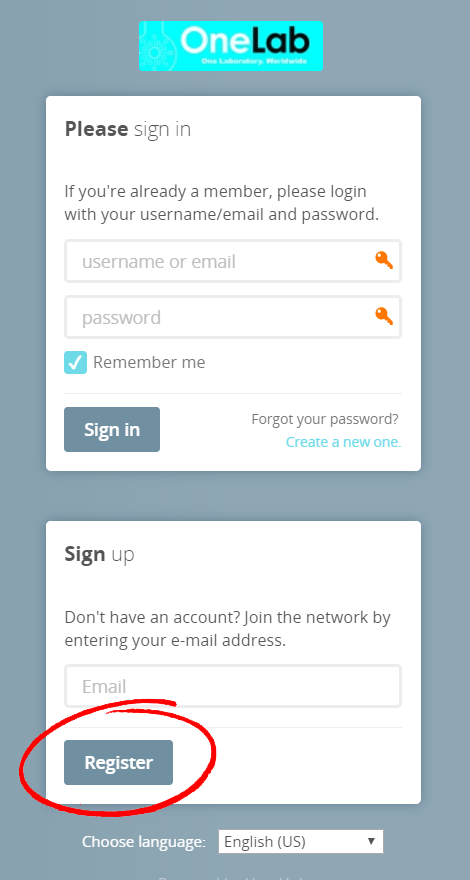 OneLab
One Laboratory. Worldwide
Please sign in
If you're already a member, please login
with your username/email and password.
username or email
password
Remember me
Sign in
Forgot your password?
Create a new one.
Sign up
Don't have an account? Join the network by
entering your e-mail address.
Email
Register
Choose language: English (US)